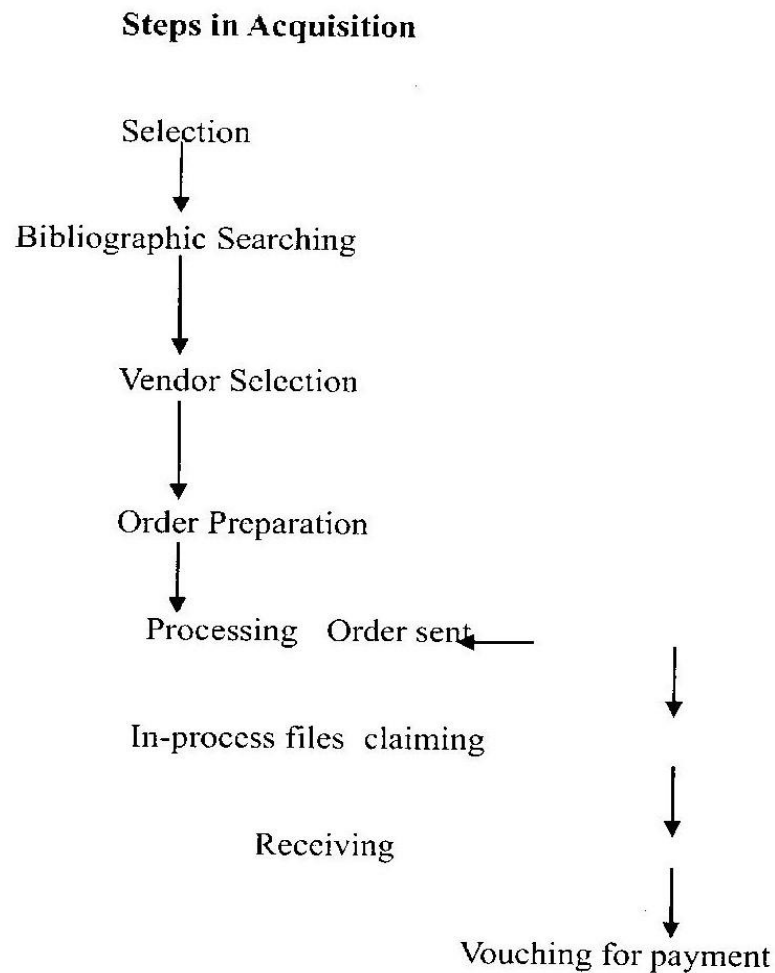 Steps in Acquisition
Selection
Bibliographic Searching
Vendor Selection
Order Preparation
Processing Order sent
In-process files claiming
Receiving
Vouching for payment